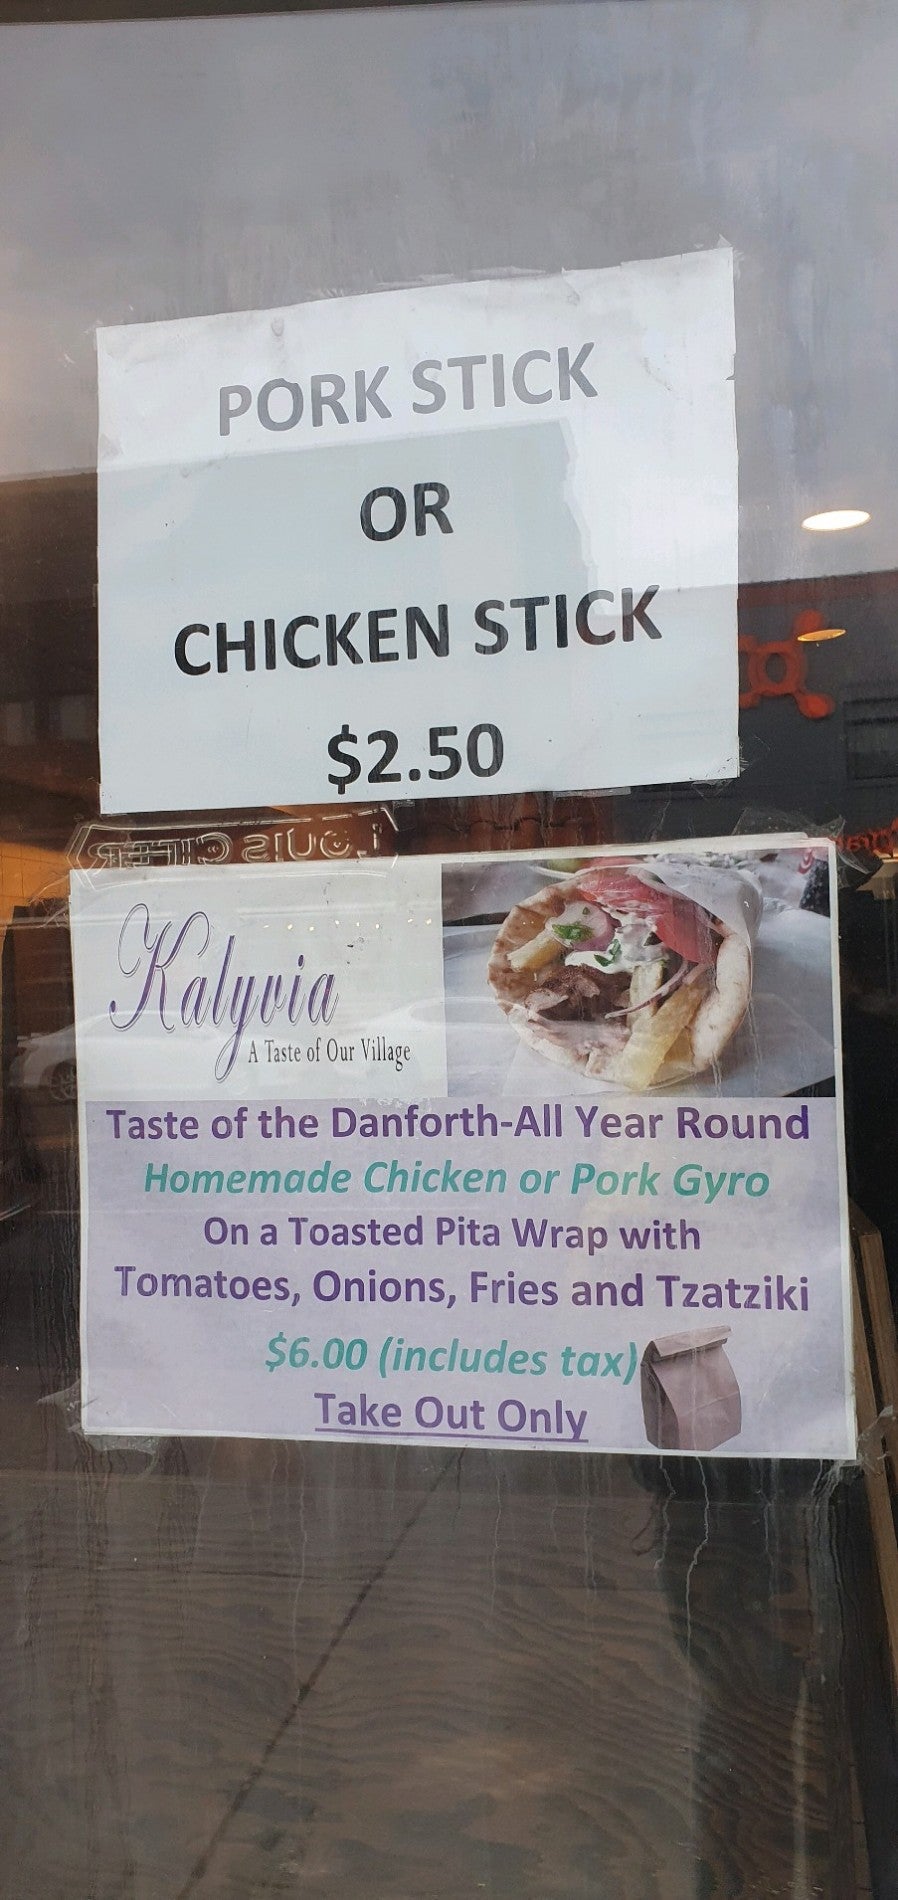 PORK STICK
OR
CHICKEN STICK
$2.50
LOUIS CIFER
Kalyvia
A Taste of Our Village
Taste of the Danforth-All Year Round
Homemade Chicken or Pork Gyro
On a Toasted Pita Wrap with
Tomatoes, Onions, Fries and Tzatziki
$6.00 (includes tax)
Take Out Only